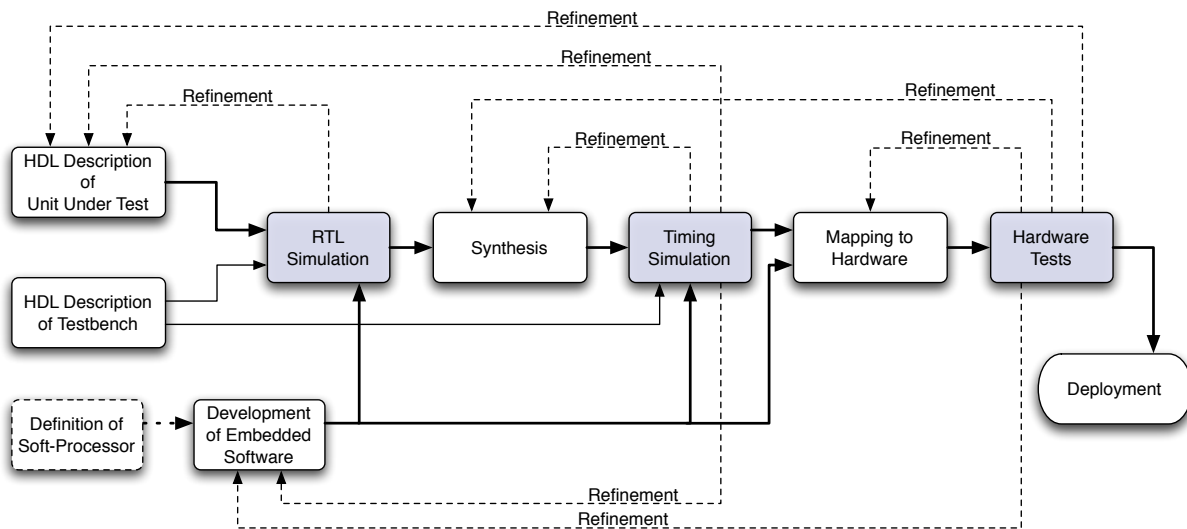 Refinement
Refinement
Refinement
Refinement
Refinement
Refinement
HDL Description
of
Unit Under Test
RTL
Simulation
Synthesis
Timing
Simulation
Mapping to
Hardware
Hardware
Tests
HDL Description
of Testbench
Deployment
Definition of
Soft-Processor
Development
of Embedded
Software
Refinement
Refinement